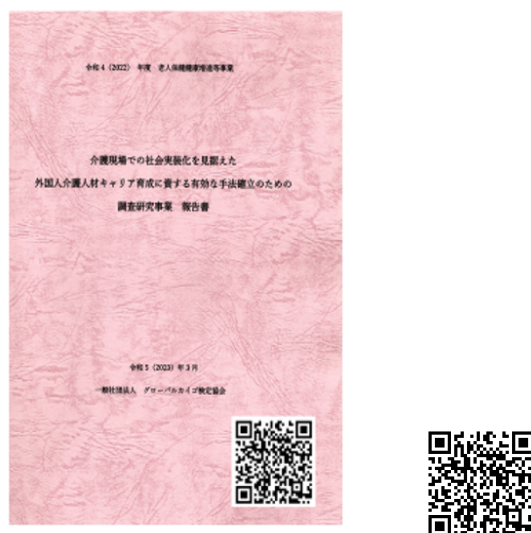 令和4（2022） 年度　老人保健健康増進等事業
介護現場での社会実装化を見据えた
外国人介護人材キャリア育成に資する有効な手法確立のための
調査研究事業　報告書
令和5（2023）年3月
一般社団法人　グローバルカイゴ検定協会